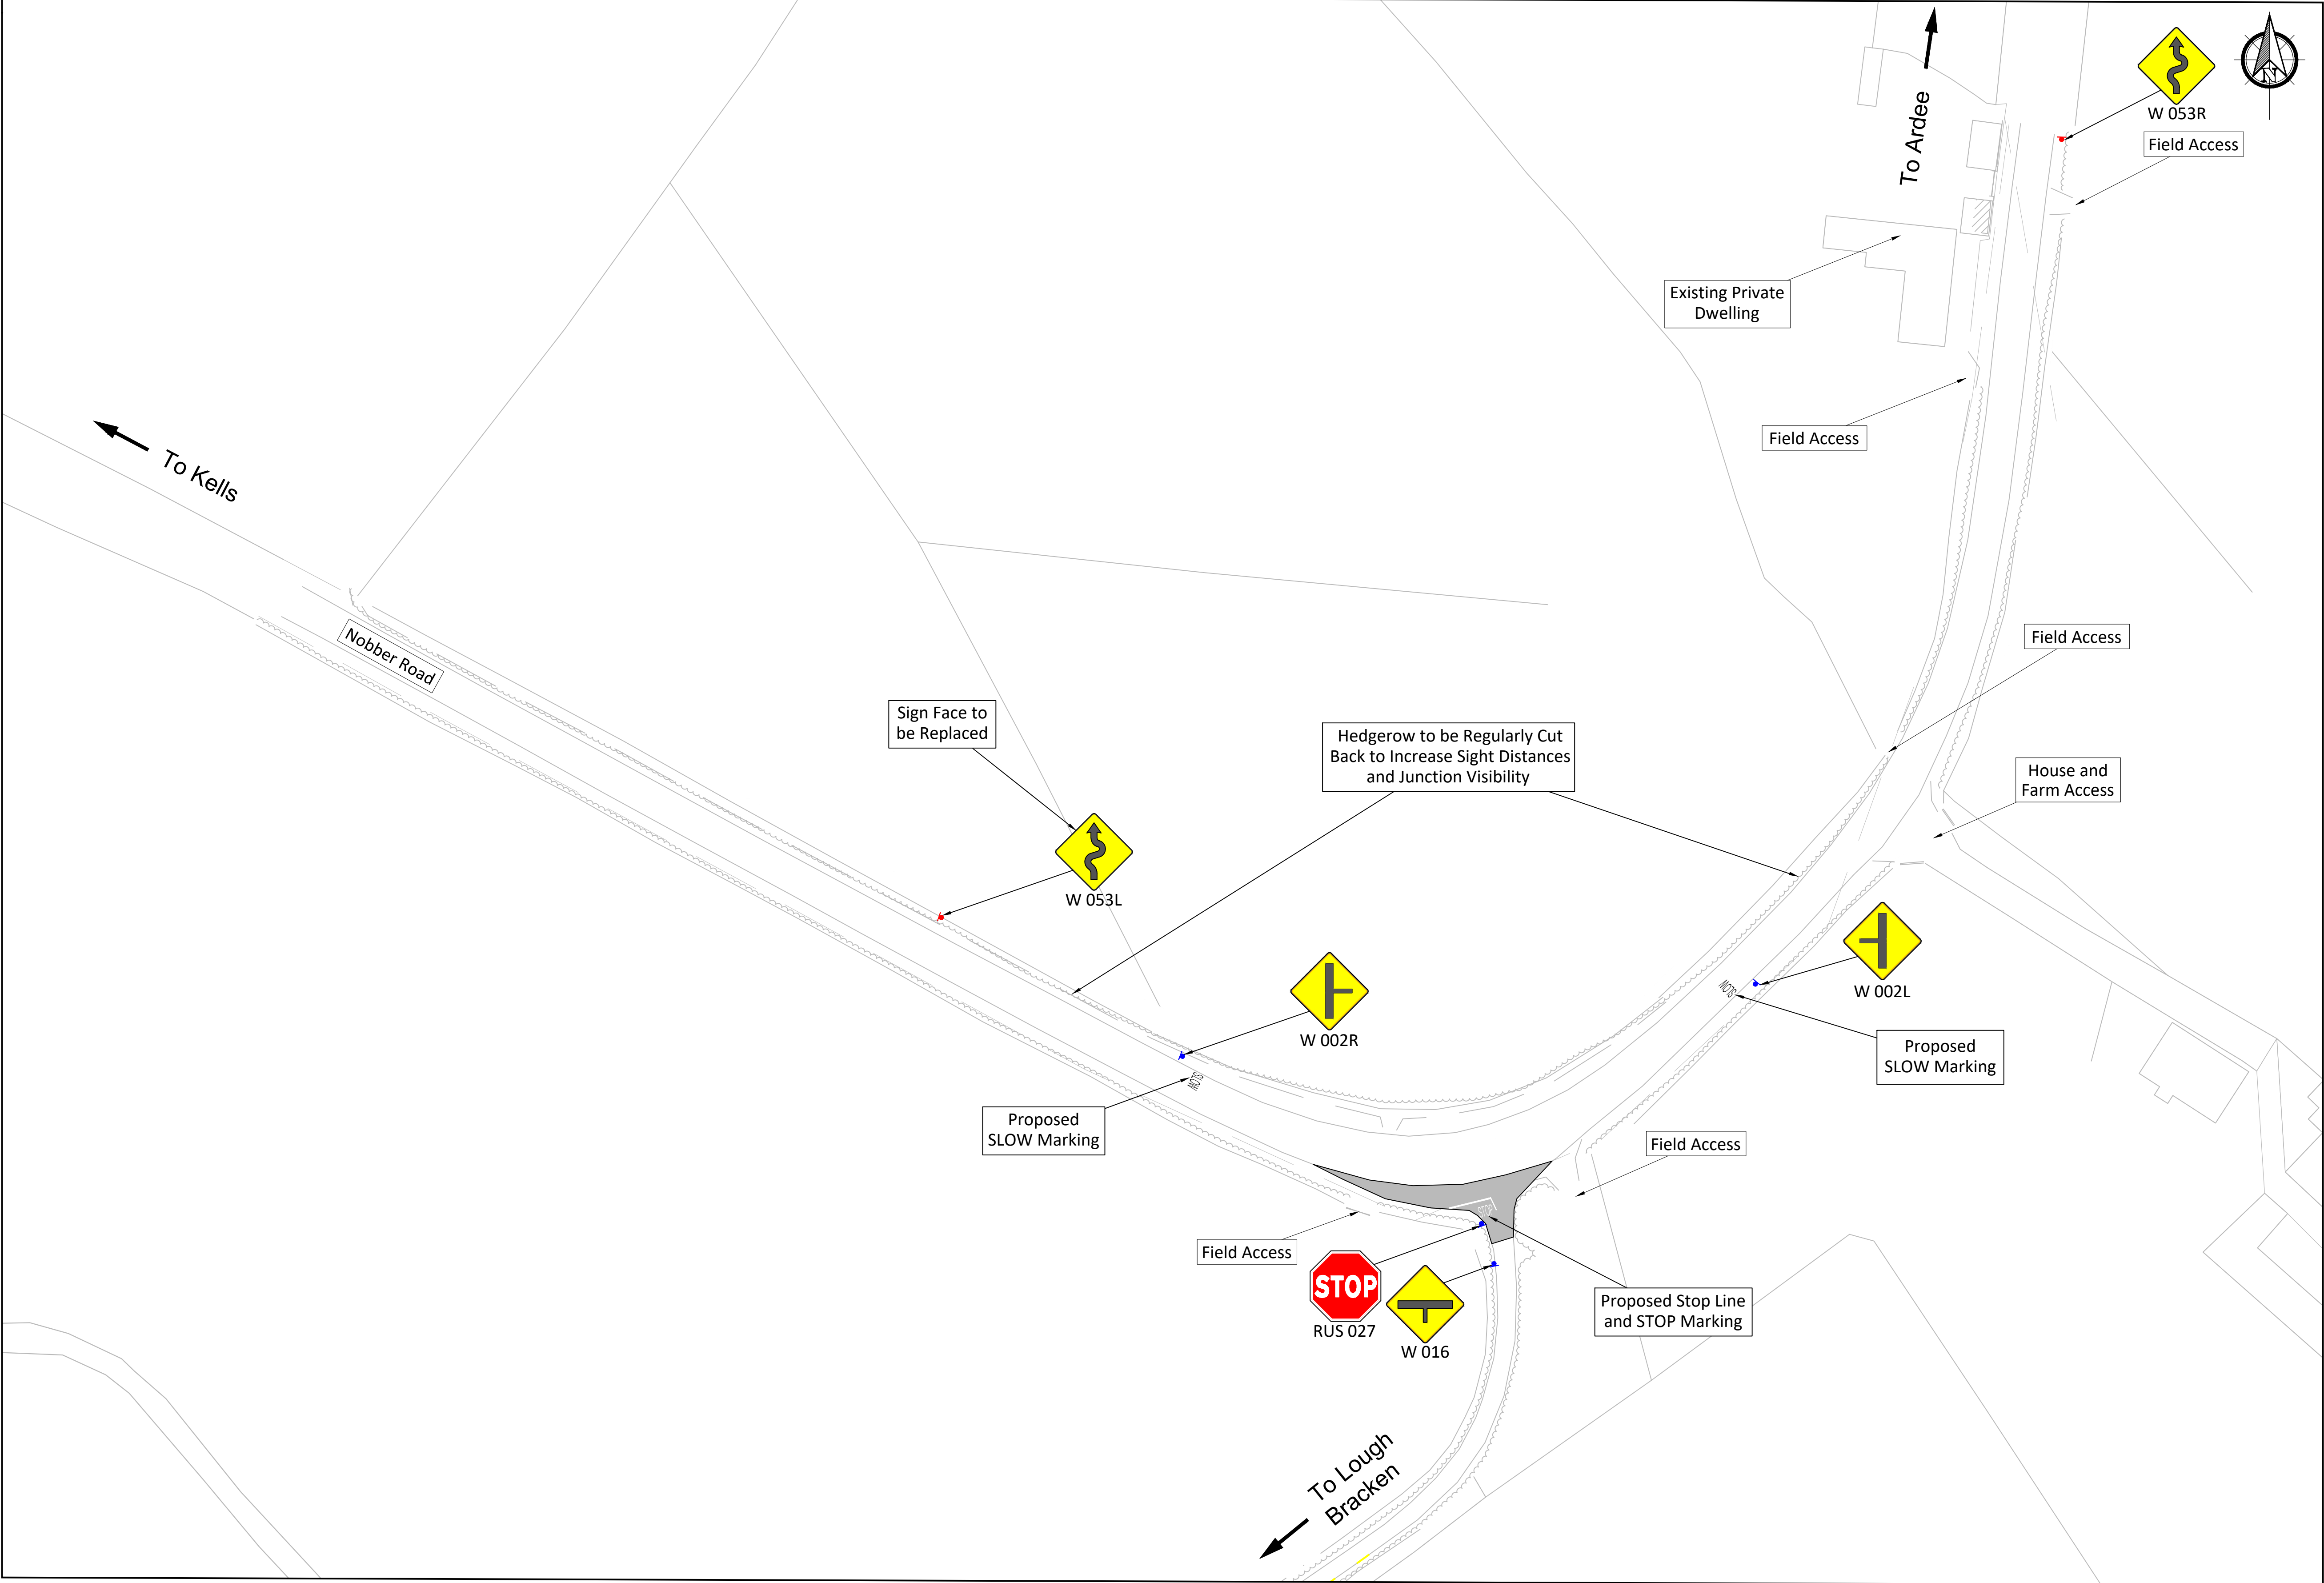 To Ardee
N
W 053R
Field Access
Existing Private
Dwelling
Field Access
To Kells
Nobber Road
Field Access
Sign Face to
be Replaced
Hedgerow to be Regularly Cut
Back to Increase Sight Distances
and Junction Visibility
House and
Farm Access
W 053L
W 002R
W 002L
SLOW
Proposed
SLOW Marking
SLOW
Proposed
SLOW Marking
Field Access
STOP
Field Access
STOP
RUS 027
W 016
Proposed Stop Line
and STOP Marking
To Lough
Bracken